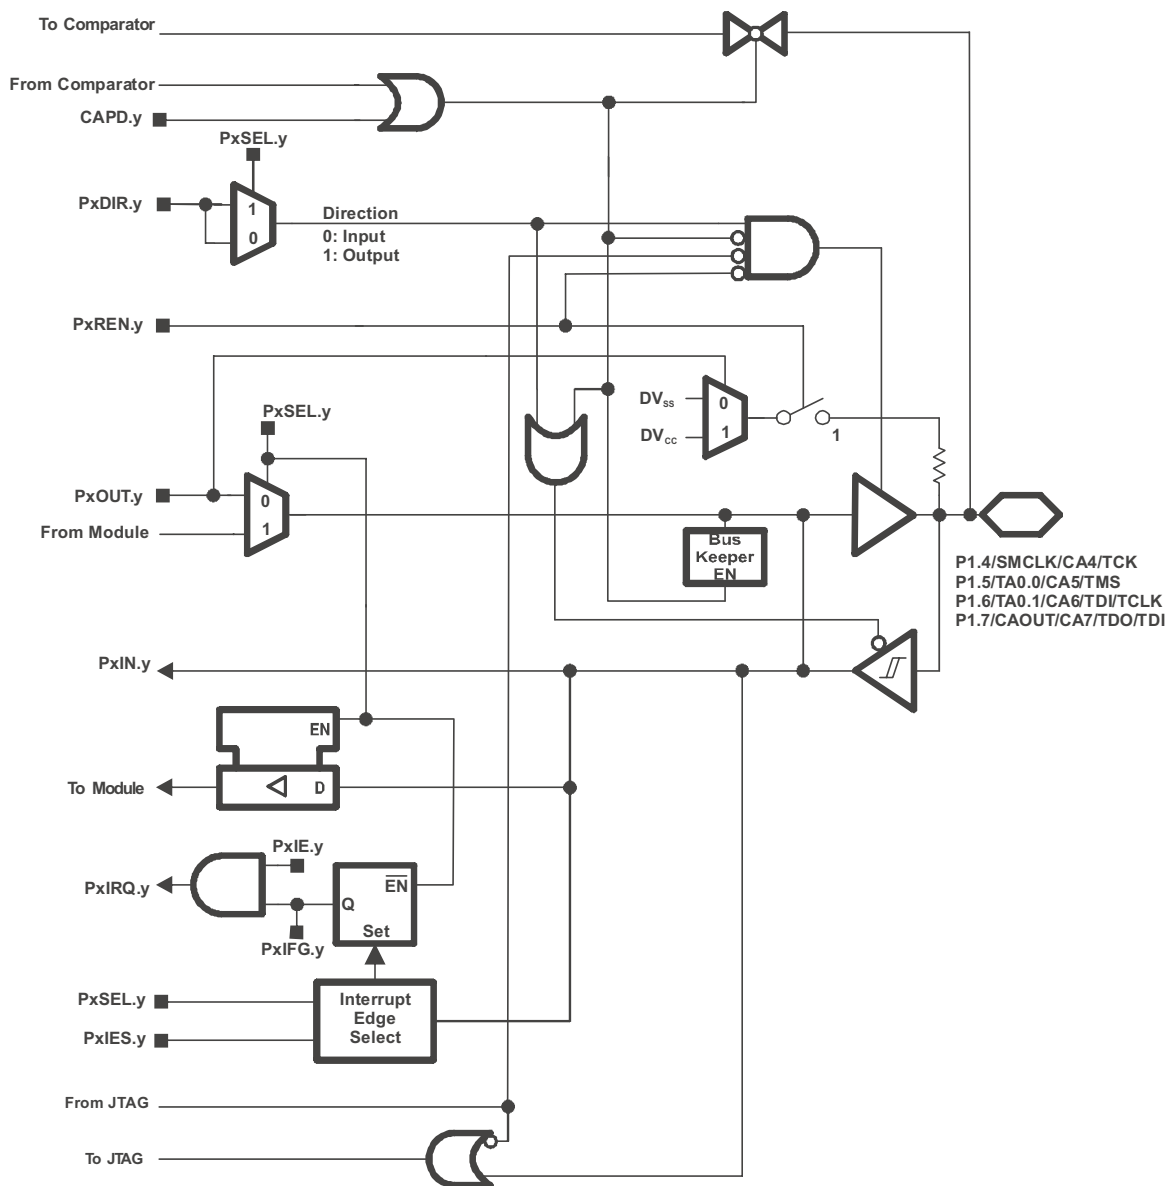 To Comparator
From Comparator
CAPD.y
PxSEL.y
PxDIR.y
1
0
Direction
0: Input
1: Output
PxREN.y
DVss
0
DVcc
1
1
PxSEL.y
PxOUT.y
0
From Module
1
Bus
Keeper
EN
P1.4/SMCLK/CA4/TCK
P1.5/TA0.0/CA5/TMS
P1.6/TA0.1/CA6/TDI/TCLK
P1.7/CAOUT/CA7/TDO/TDI
PxIN.y
EN
To Module
D
PxIE.y
PxIRQ.y
EN
Q
Set
PxIFG.y
PxSEL.y
PxIES.y
Interrupt
Edge
Select
From JTAG
To JTAG